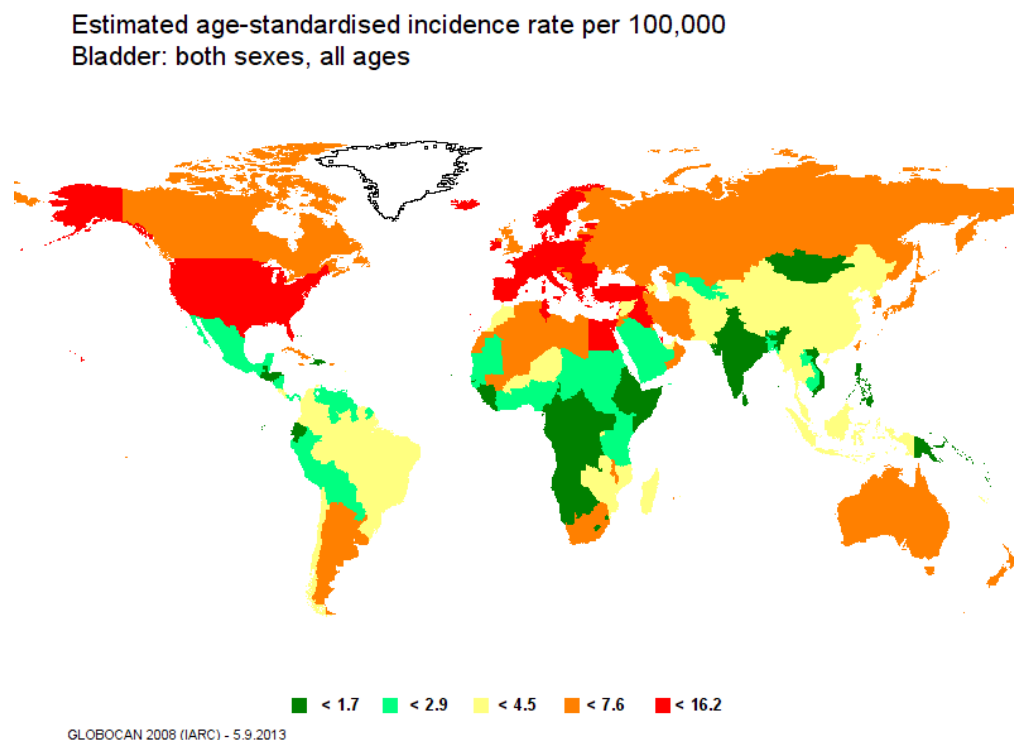 Estimated age-standardised incidence rate per 100,000
Bladder: both sexes, all ages
< 1.7 < 2.9 < 4.5 < 7.6 < 16.2
GLOBOCAN 2008 (IARC) - 5.9.2013